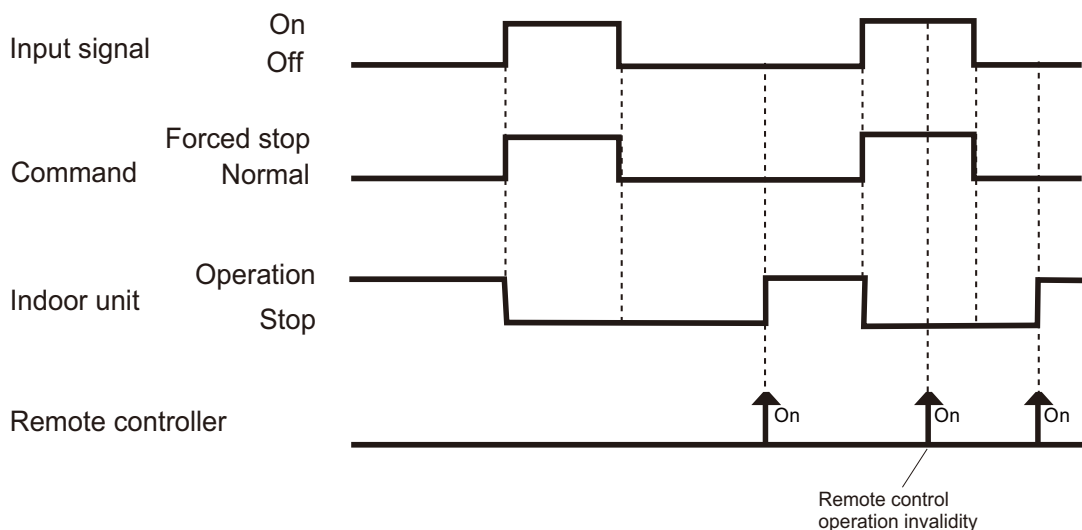 On
Input signal
Off
Forced stop
Command
Normal
Operation
Indoor unit
Stop
Remote controller
On
On
On
Remote control
operation invalidity